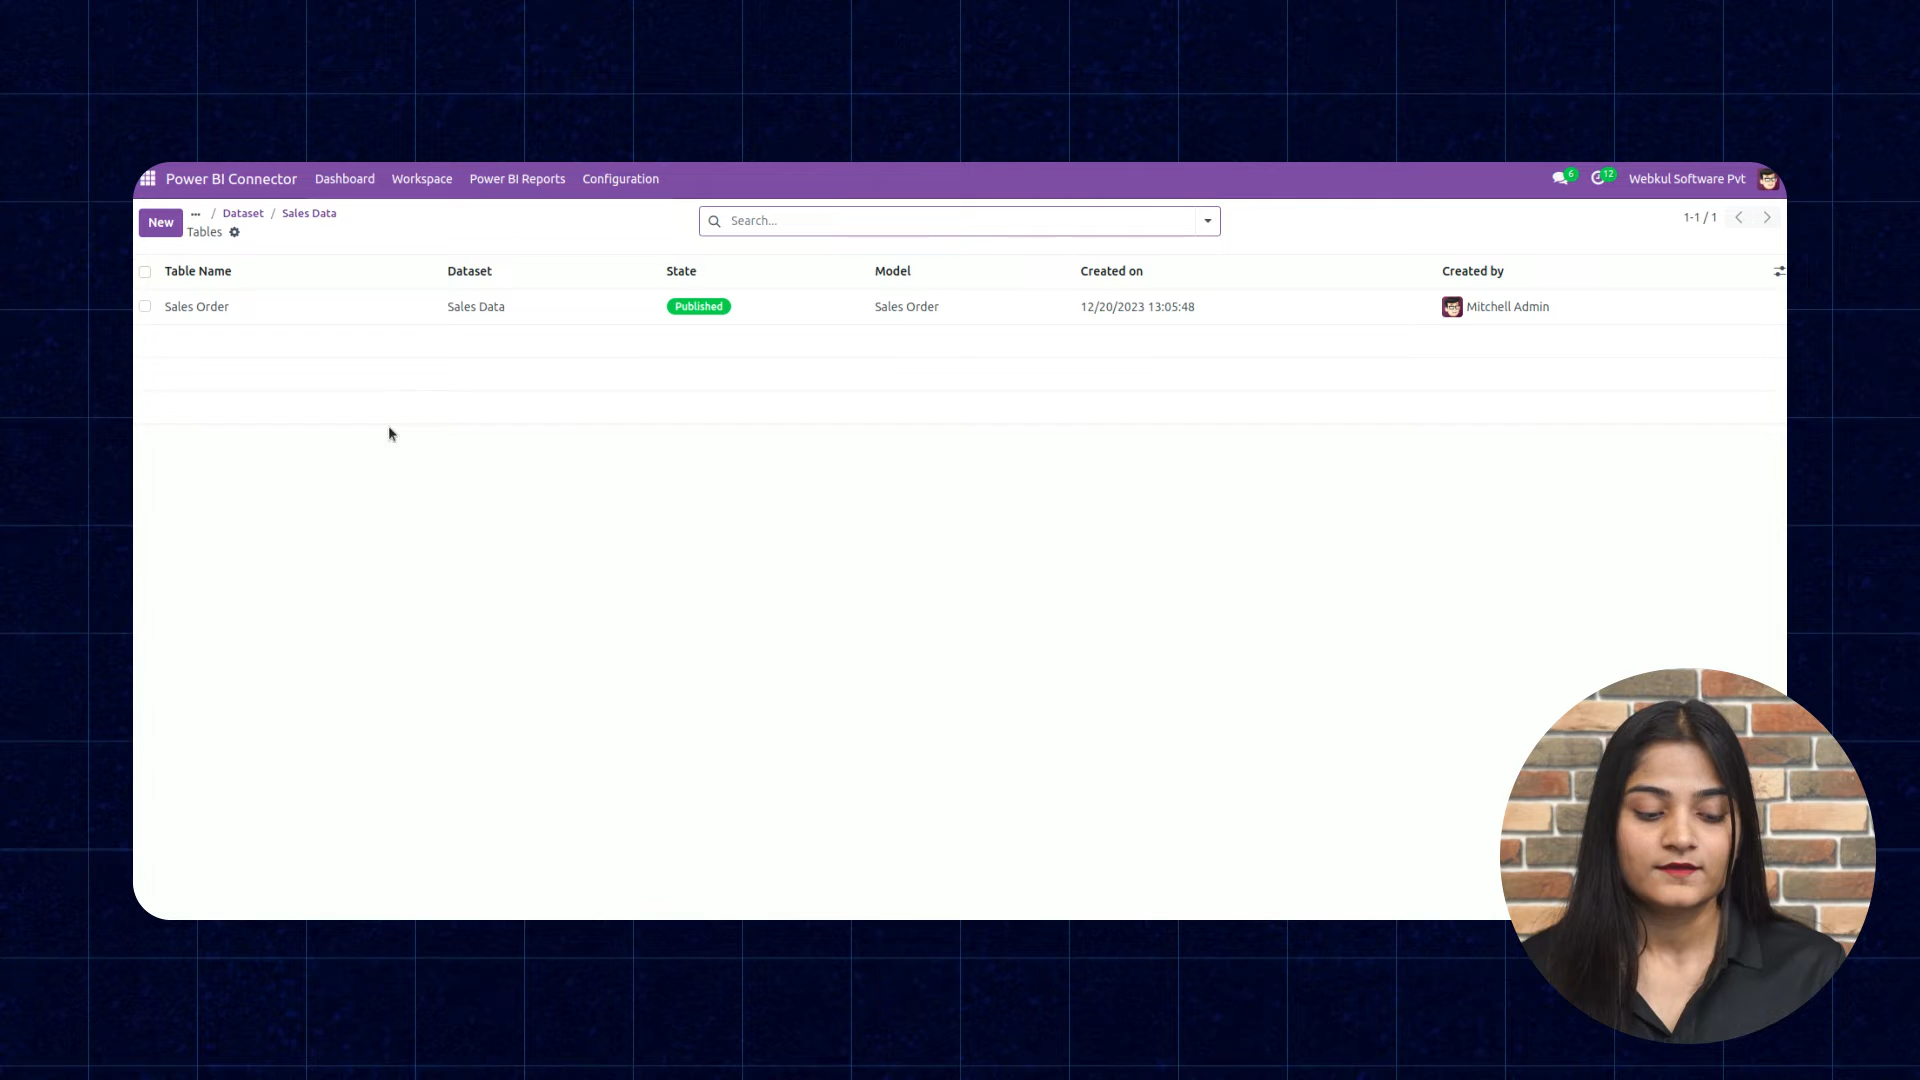 Power BI Connector Dashboard Workspace Power BI Reports Configuration 6 12 Webkul Software Pvt
New ... / Dataset / Sales Data
Tables
Search...
1-1 / 1
Table Name Dataset State Model Created on Created by
Sales Order Sales Data Published Sales Order 12/20/2023 13:05:48 Mitchell Admin